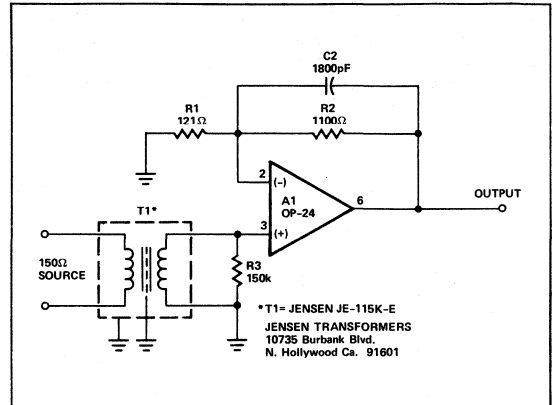 C2
1800pF
R1
121Ω
R2
1100Ω
2
(-)
A1
OP-24
6
OUTPUT
T1*
3
(+)
150Ω
SOURCE
R3
150k
*T1= JENSEN JE-115K-E
JENSEN TRANSFORMERS
10735 Burbank Blvd.
N. Hollywood Ca. 91601